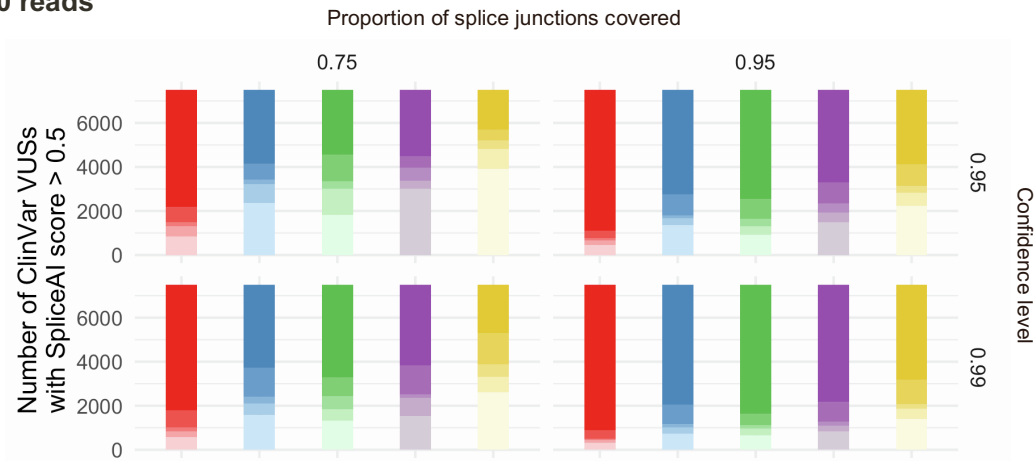 0 reads
Proportion of splice junctions covered
0.75
0.95
Number of ClinVar VUSs
with SpliceAI score > 0.5
6000
4000
2000
0
0.95
6000
4000
2000
0
0.99
Confidence level